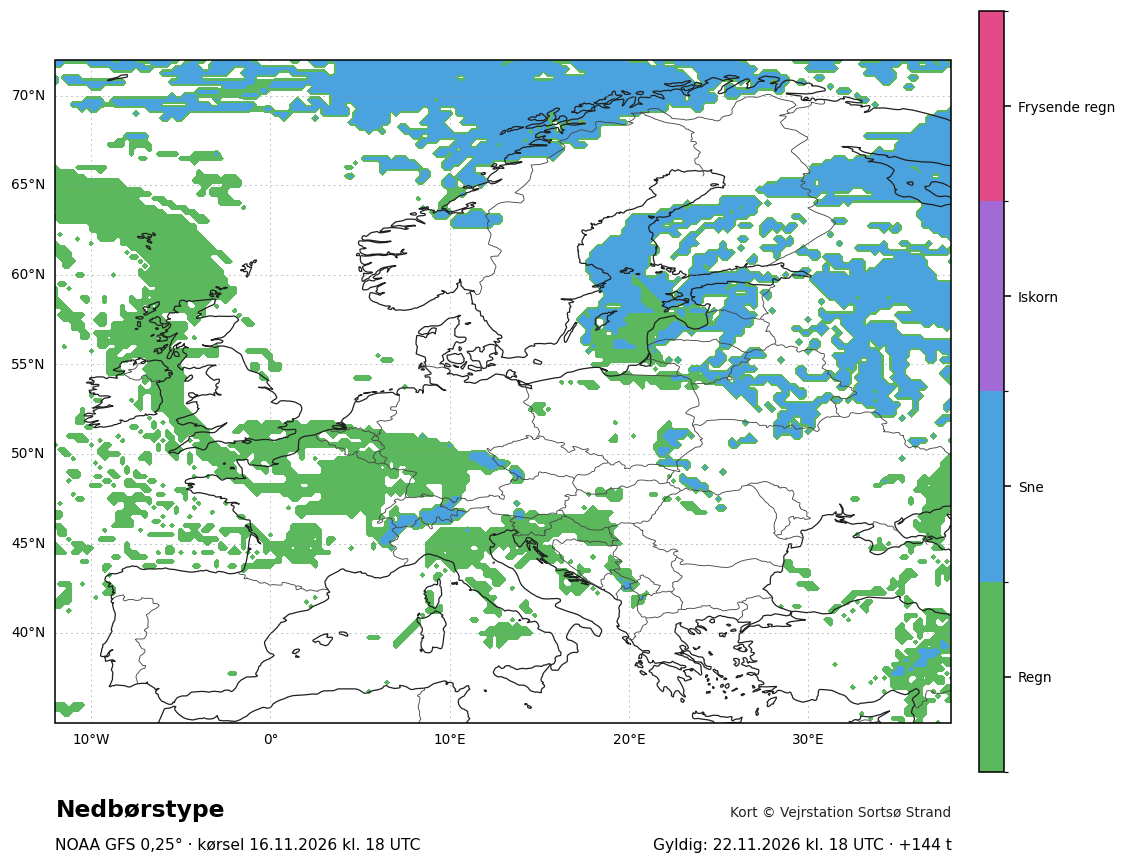 70°N
65°N
60°N
55°N
50°N
45°N
40°N
10°W
0°
10°E
20°E
30°E
Frysende regn
Iskorn
Sne
Regn
Nedbørstype
Kort © Vejrstation Sortsø Strand
NOAA GFS 0,25° · kørsel 16.11.2026 kl. 18 UTC
Gyldig: 22.11.2026 kl. 18 UTC · +144 t